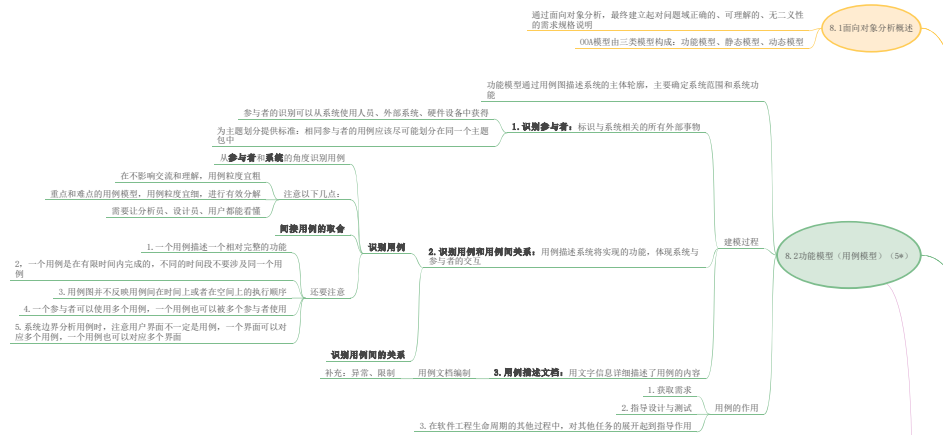 通过面向对象分析，最终建立起对问题域正确的、可理解的、无二义性
的需求规格说明
OOA模型由三类模型构成：功能模型、静态模型、动态模型
8.1面向对象分析概述
功能模型通过用例图描述系统的主体轮廓，主要确定系统范围和系统功
能
参与者的识别可以从系统使用人员、外部系统、硬件设备中获得
为主题划分提供标准：相同参与者的用例应该尽可能划分在同一个主题
包中
1.识别参与者：标识与系统相关的所有外部事物
从参与者和系统的角度识别用例
在不影响交流和理解，用例粒度宜粗
重点和难点的用例模型，用例粒度宜细，进行有效分解
需要让分析员、设计员、用户都能看懂
注意以下几点：
间接用例的取舍
1.一个用例描述一个相对完整的功能
2，一个用例是在有限时间内完成的，不同的时间段不要涉及同一个用
例
3.用例图并不反映用例间在时间上或者在空间上的执行顺序
4.一个参与者可以使用多个用例，一个用例也可以被多个参与者使用
5.系统边界分析用例时，注意用户界面不一定是用例，一个界面可以对
应多个用例，一个用例也可以对应多个界面
还要注意
识别用例
识别用例间的关系
2.识别用例和用例间关系：用例描述系统将实现的功能，体现系统与
参与者的交互
补充：异常、限制
用例文档编制
3.用例描述文档：用文字信息详细描述了用例的内容
建模过程
1.获取需求
2.指导设计与测试
3.在软件工程生命周期的其他过程中，对其他任务的展开起到指导作用
用例的作用
8.2功能模型（用例模型）（5*）